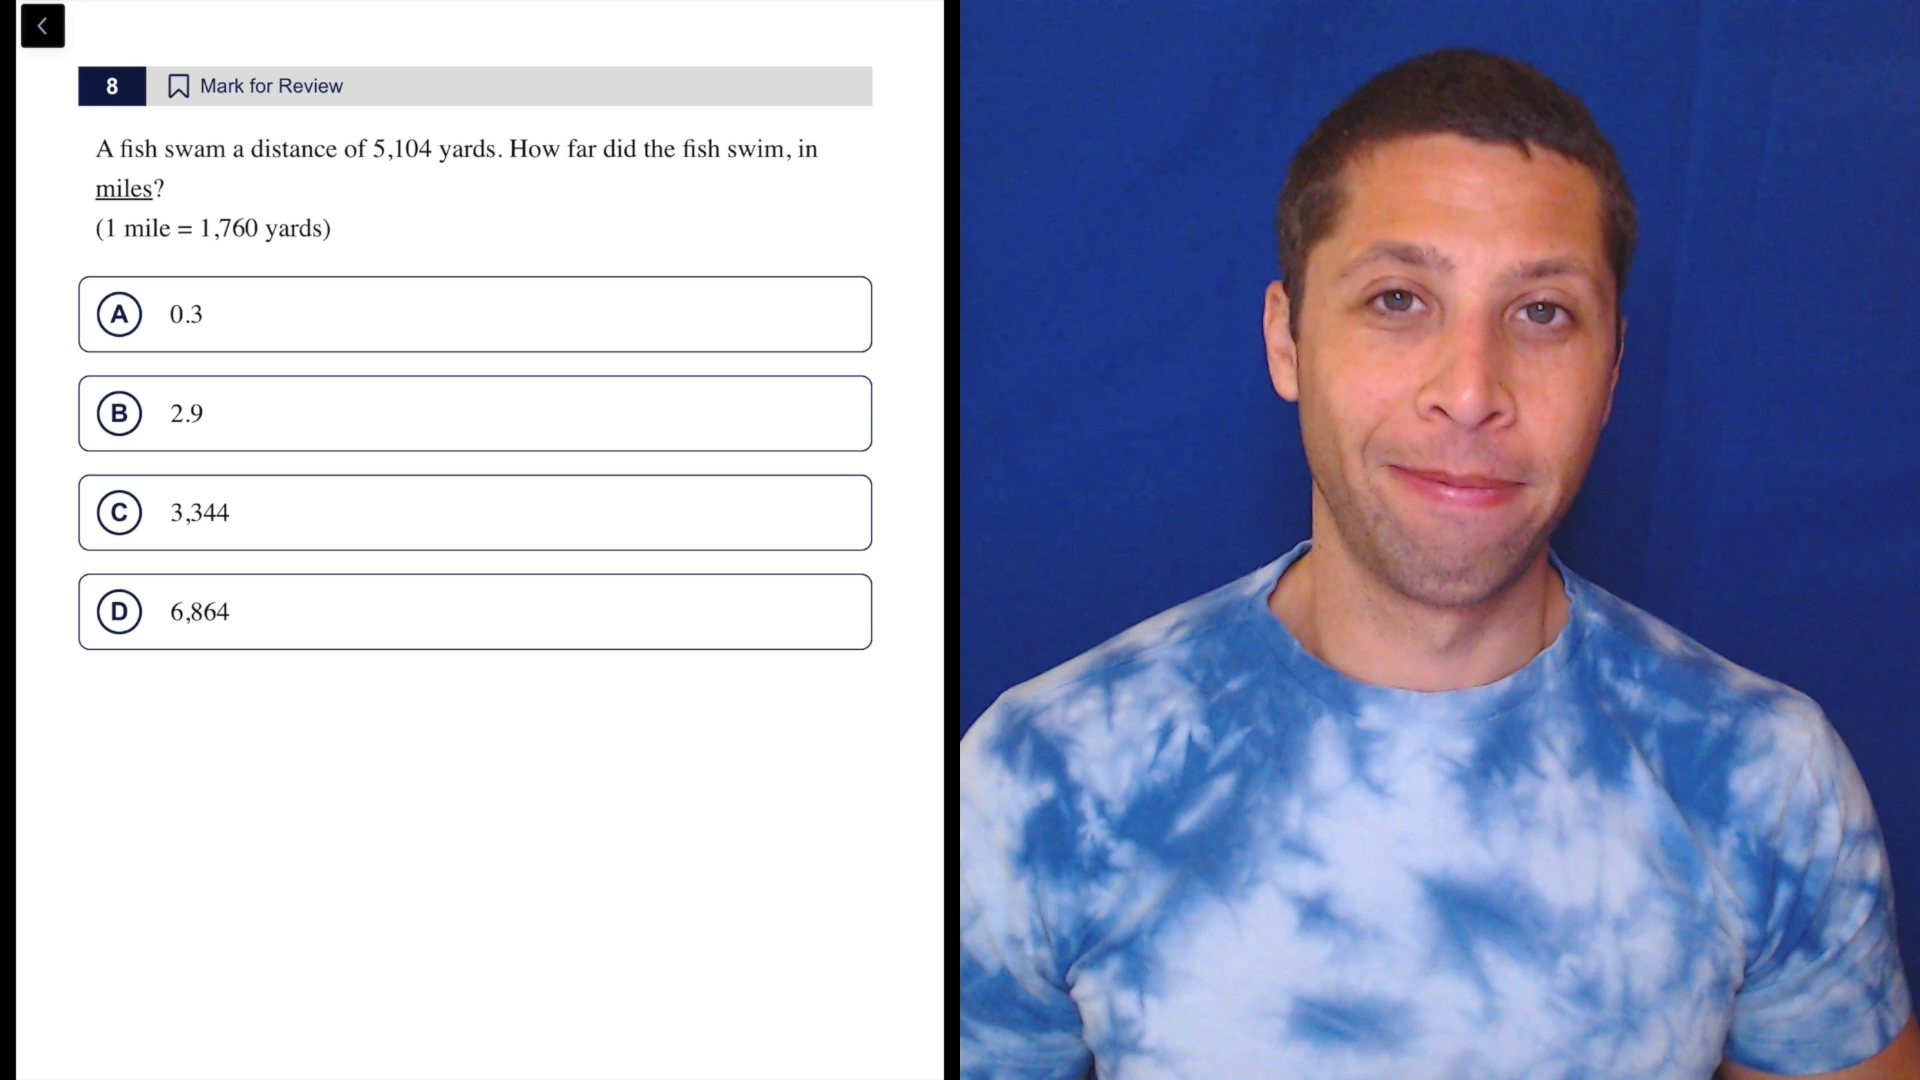 8
Mark for Review
A fish swam a distance of 5,104 yards. How far did the fish swim, in
miles?
(1 mile = 1,760 yards)
A 0.3
B 2.9
C 3,344
D 6,864